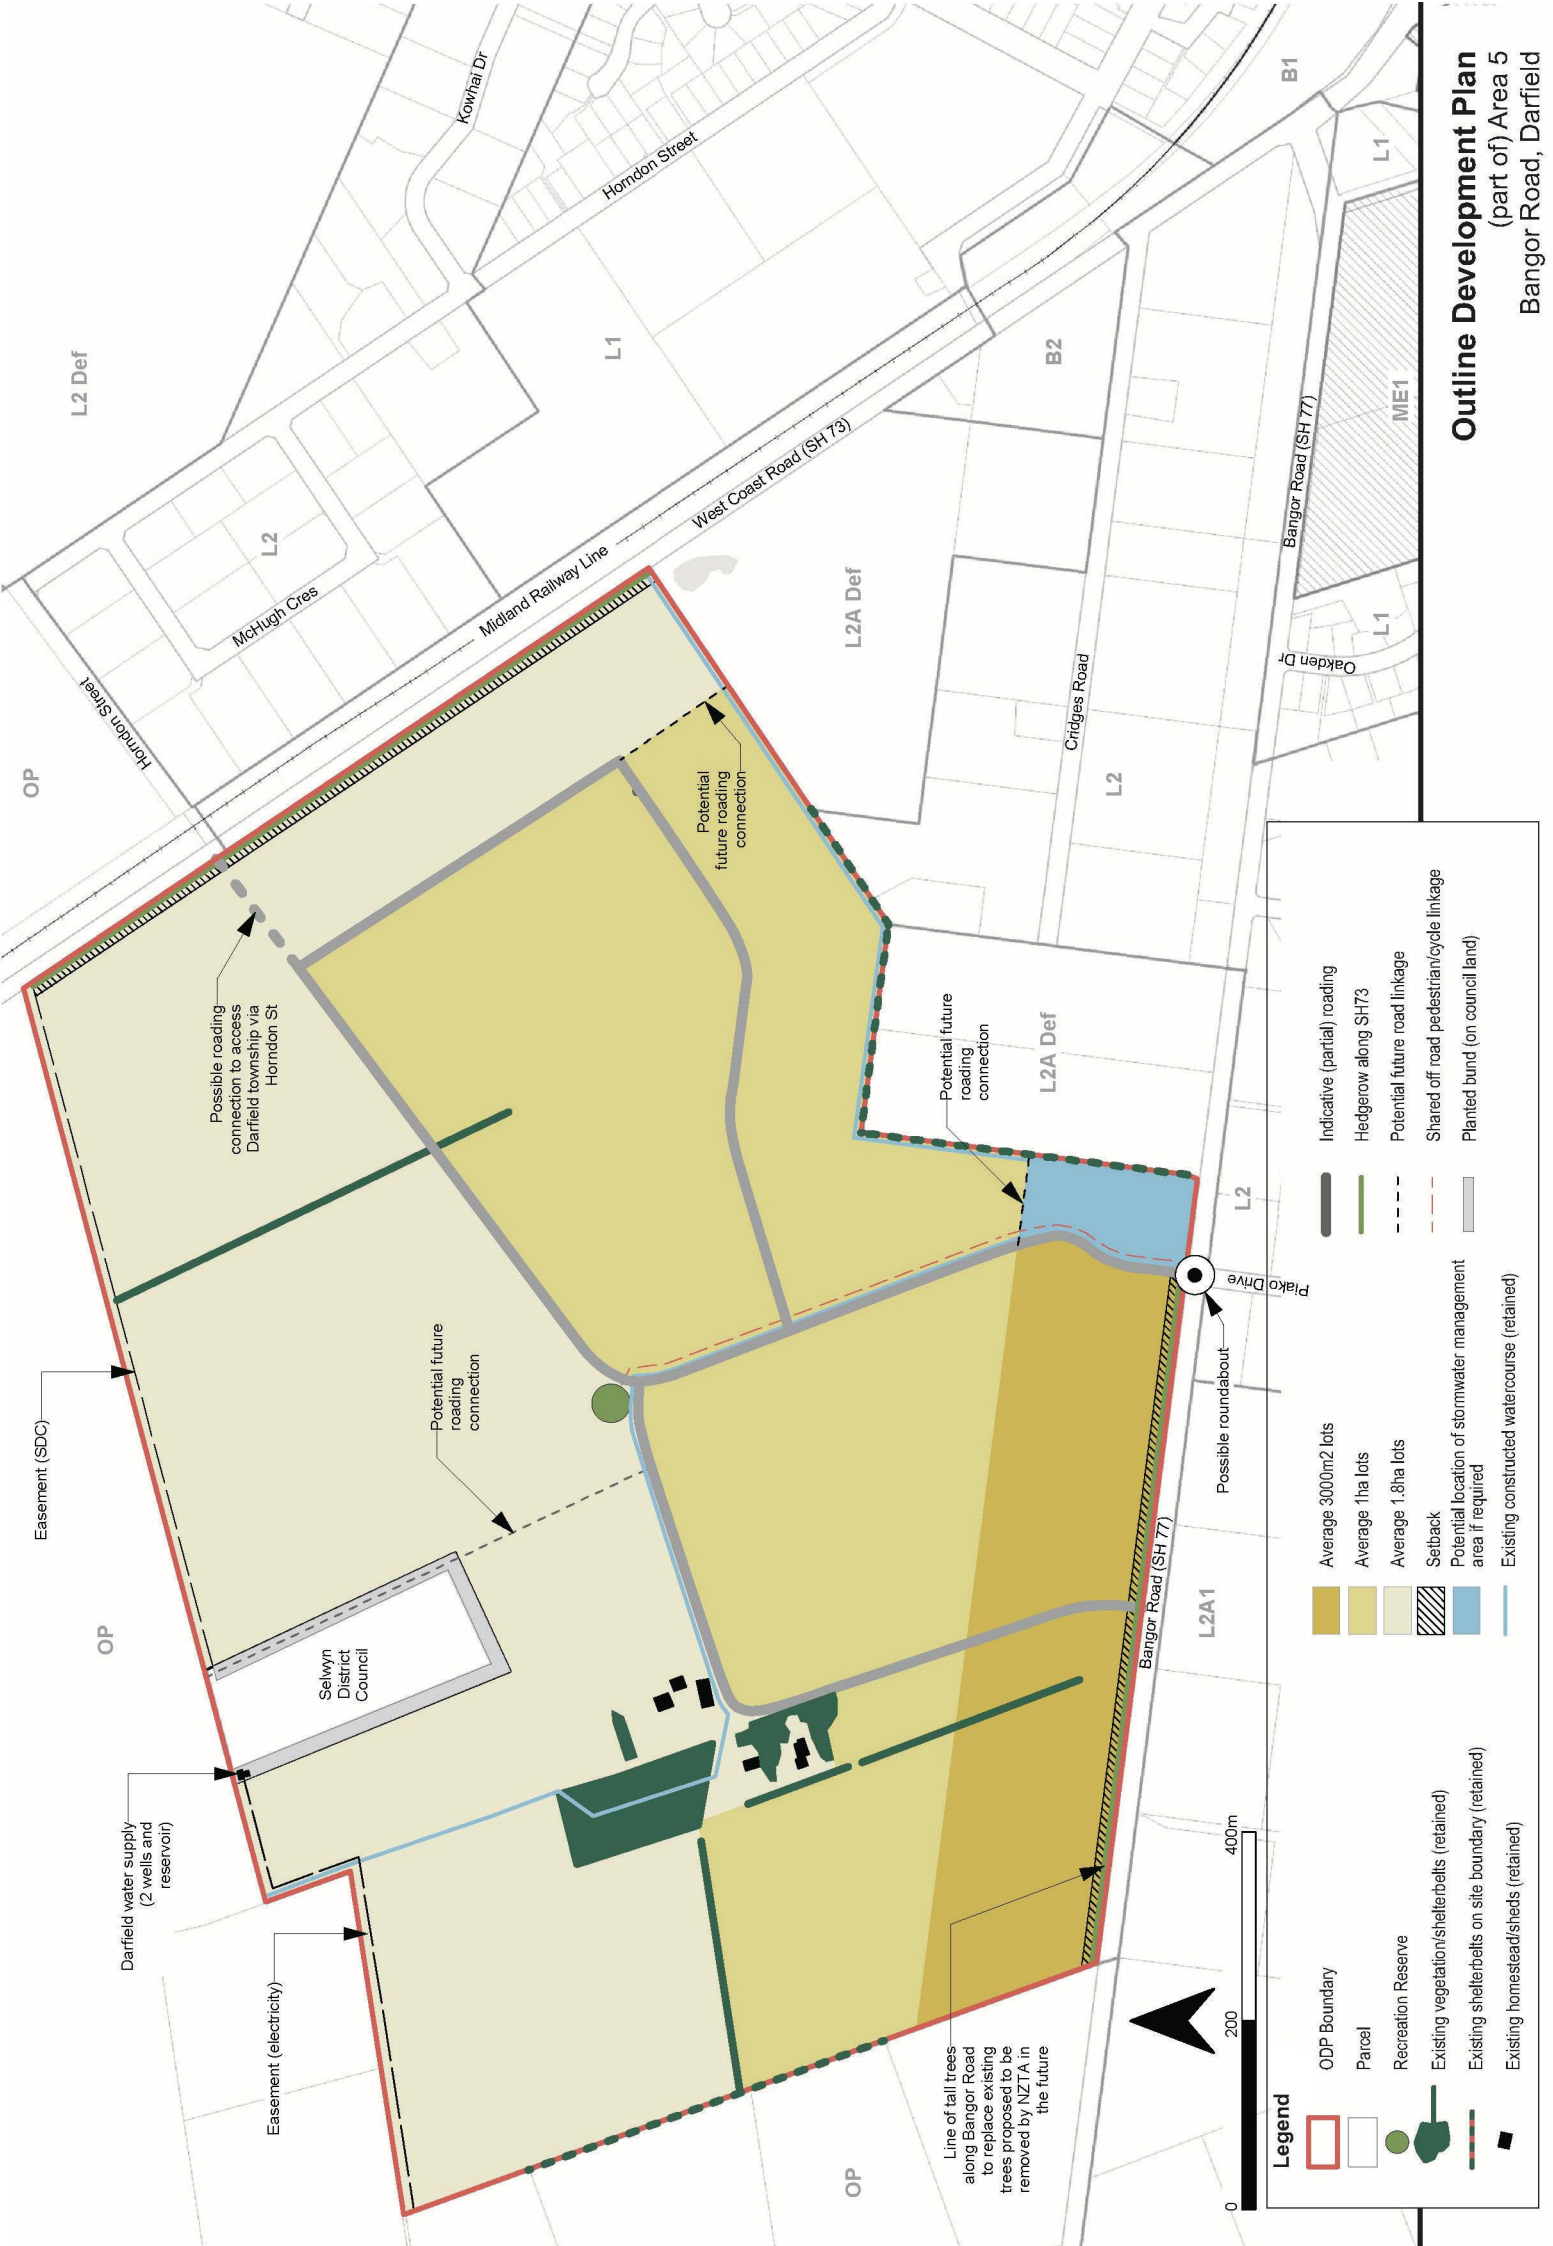 Outline Development Plan
(part of) Area 5
Bangor Road, Darfield
L2 Def
OP
OP
OP
L2
L1
B1
B2
L1
L1
ME1
L2A Def
L2A Def
L2
L2
L2A1
Kowhai Dr
Horndon Street
Horndon Street
McHugh Cres
Midland Railway Line
West Coast Road (SH 73)
Cridges Road
Bangor Road (SH 77)
Bangor Road (SH 77)
Oakden Dr
Piako Drive
Easement (SDC)
Darfield water supply
(2 wells and
reservoir)
Easement (electricity)
Selwyn
District
Council
Potential future
roading
connection
Possible roading
connection to access
Darfield township via
Horndon St
Potential
future roading
connection
Potential future
roading
connection
Possible roundabout
Line of tall trees
along Bangor Road
to replace existing
trees proposed to be
removed by NZTA in
the future
0
200
400m
Legend
ODP Boundary
Parcel
Recreation Reserve
Existing vegetation/shelterbelts (retained)
Existing shelterbelts on site boundary (retained)
Existing homestead/sheds (retained)
Average 3000m2 lots
Average 1ha lots
Average 1.8ha lots
Setback
Potential location of stormwater management
area if required
Existing constructed watercourse (retained)
Indicative (partial) roading
Hedgerow along SH73
Potential future road linkage
Shared off road pedestrian/cycle linkage
Planted bund (on council land)